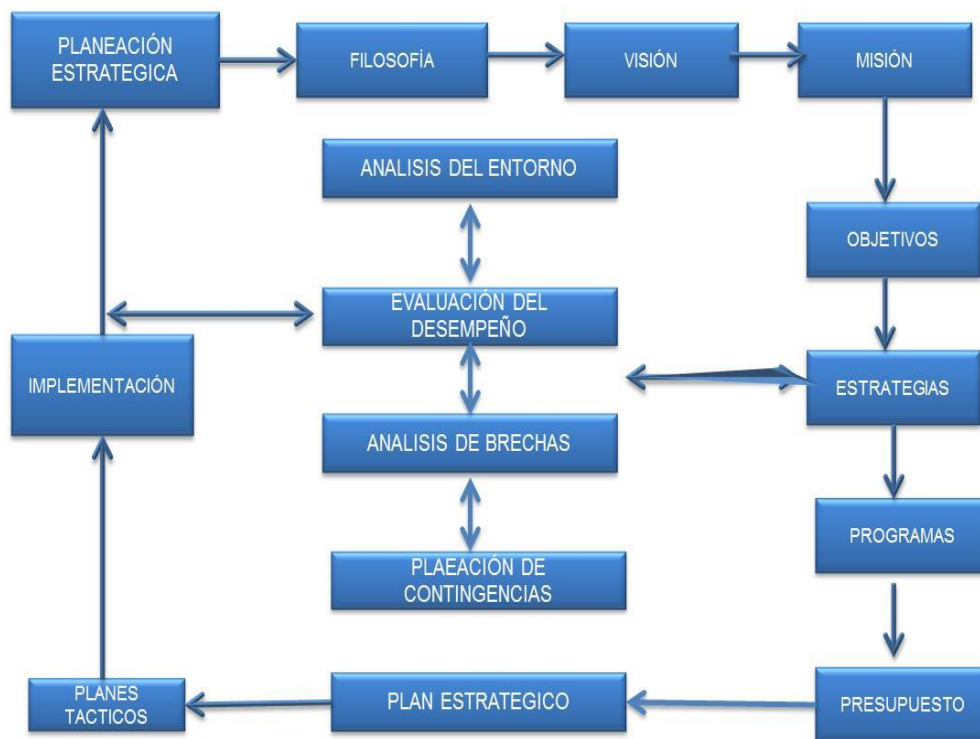 PLANEACIÓN
ESTRATEGICA
FILOSOFÍA
VISIÓN
MISIÓN
ANALISIS DEL ENTORNO
OBJETIVOS
EVALUACIÓN DEL
DESEMPEÑO
IMPLEMENTACIÓN
ESTRATEGIAS
ANALISIS DE BRECHAS
PROGRAMAS
PLAEACIÓN DE
CONTINGENCIAS
PLANES
TACTICOS
PLAN ESTRATEGICO
PRESUPUESTO